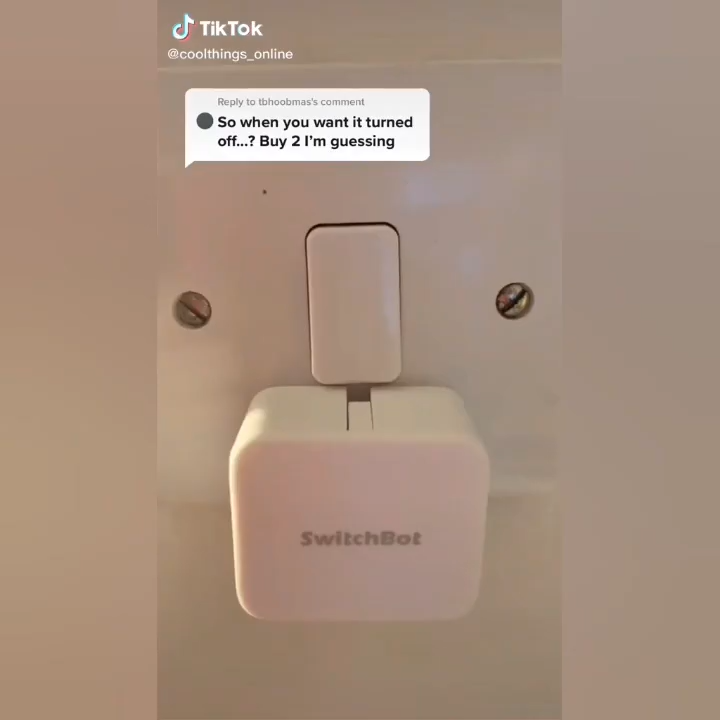 TikTok
@coolthings_online
Reply to tbhoobmas's comment
So when you want it turned
off...? Buy 2 I'm guessing
SwitchBot